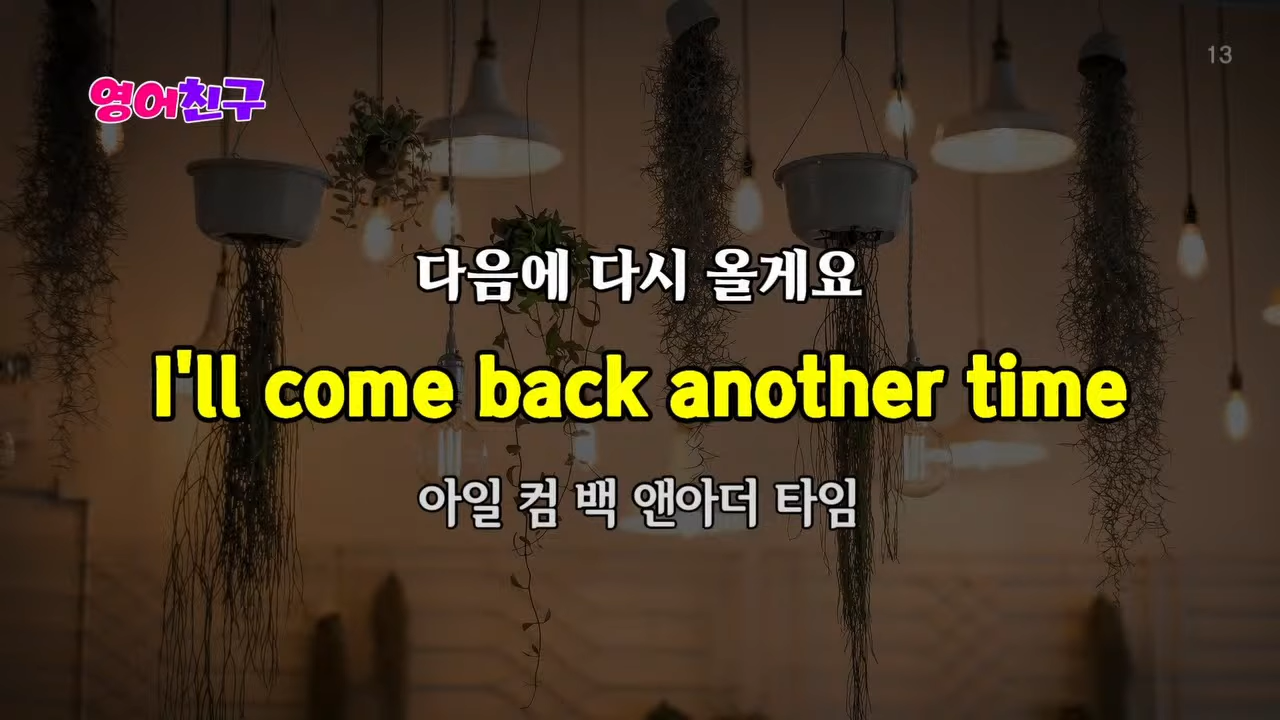 영어친구
13
다음에 다시 올게요
I'll come back another time
아일 컴 백 앤아더 타임